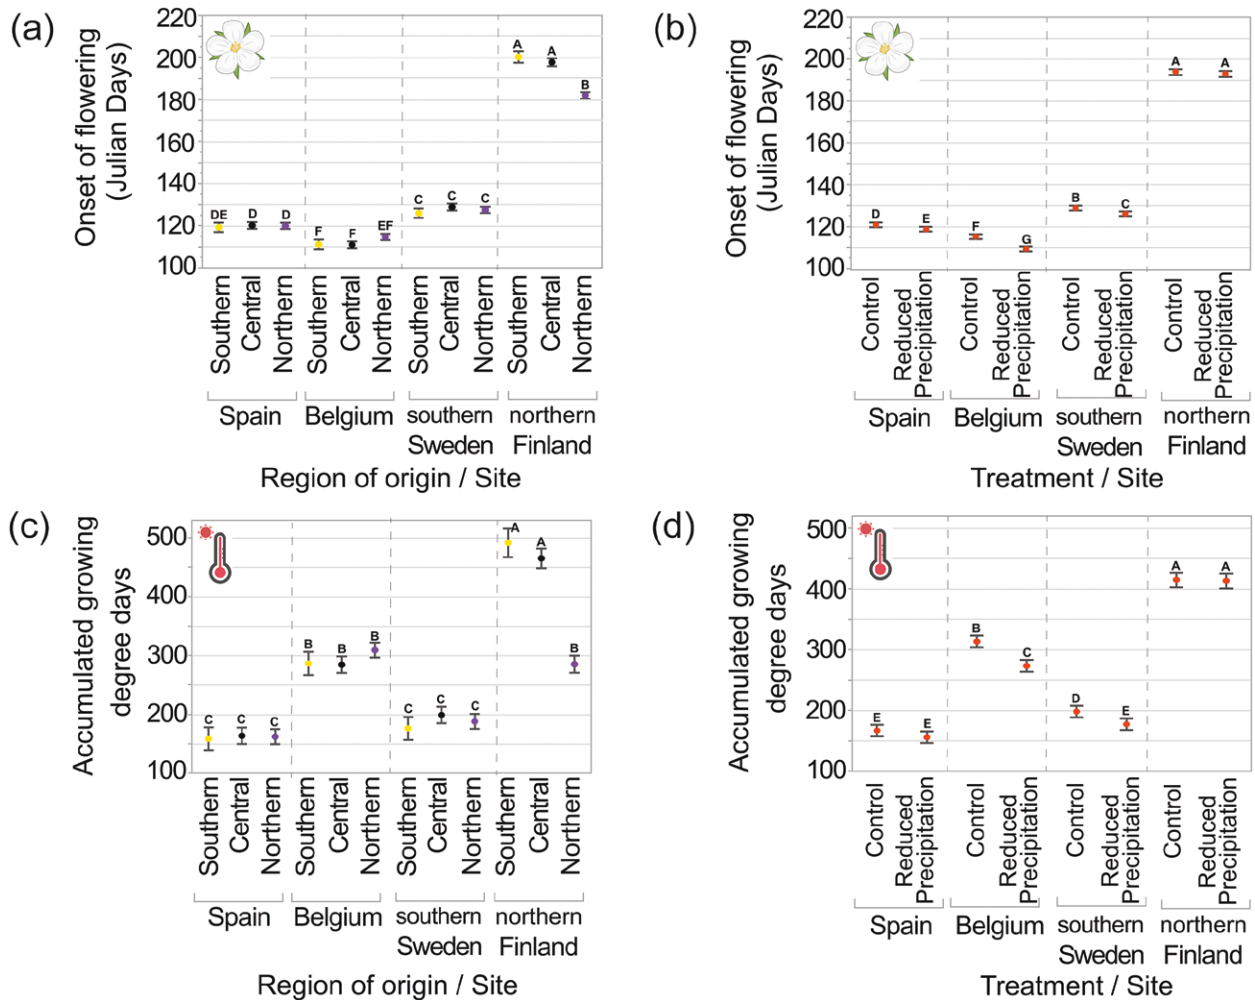 (a)
Onset of flowering
(Julian Days)
220
200
180
160
140
120
100
DE
D
D
F
F
EF
C
C
C
A
A
B
Southern
Central
Northern
Southern
Central
Northern
Southern
Central
Northern
Southern
Central
Northern
Spain
Belgium
southern
Sweden
northern
Finland
Region of origin / Site
(b)
Onset of flowering
(Julian Days)
220
200
180
160
140
120
100
D
E
F
G
B
C
A
A
Control
Reduced
Precipitation
Control
Reduced
Precipitation
Control
Reduced
Precipitation
Control
Reduced
Precipitation
Spain
Belgium
southern
Sweden
northern
Finland
Treatment / Site
(c)
Accumulated growing
degree days
500
400
300
200
100
C
C
C
B
B
B
C
C
C
A
A
B
Southern
Central
Northern
Southern
Central
Northern
Southern
Central
Northern
Southern
Central
Northern
Spain
Belgium
southern
Sweden
northern
Finland
Region of origin / Site
(d)
Accumulated growing
degree days
500
400
300
200
100
E
E
B
C
D
E
A
A
Control
Reduced
Precipitation
Control
Reduced
Precipitation
Control
Reduced
Precipitation
Control
Reduced
Precipitation
Spain
Belgium
southern
Sweden
northern
Finland
Treatment / Site